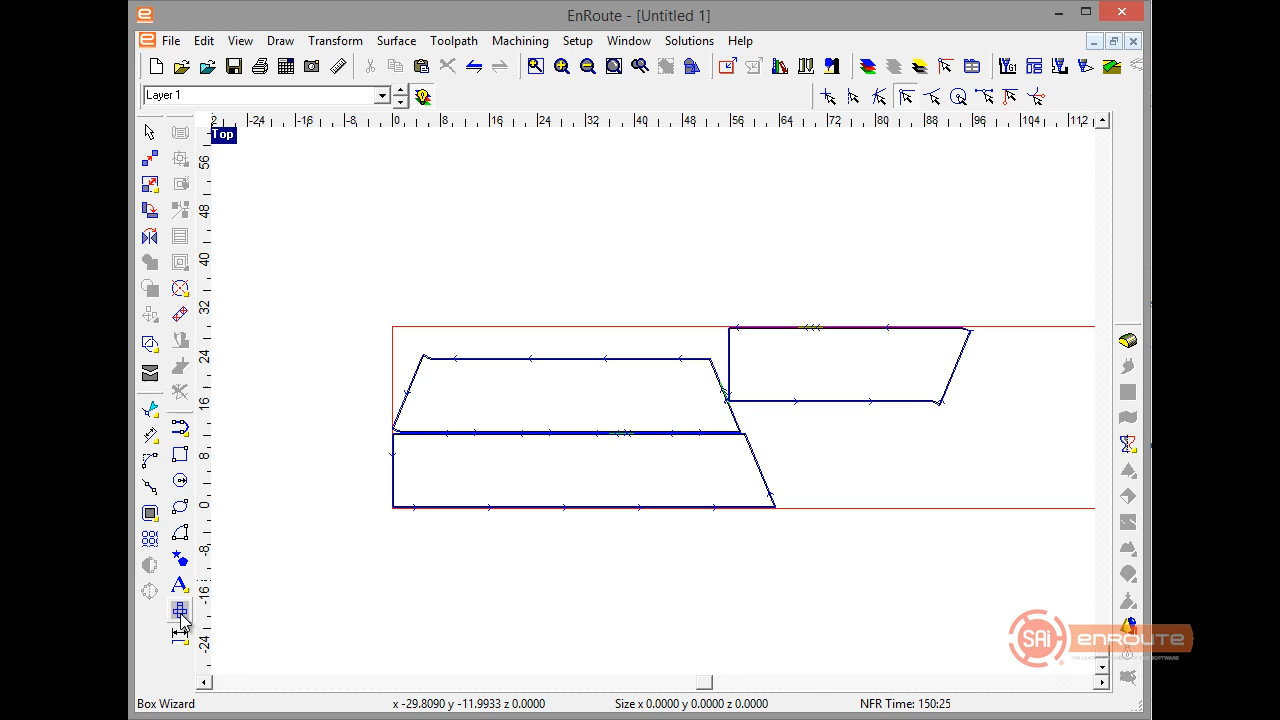 EnRoute - [Untitled 1]
File Edit View Draw Transform Surface Toolpath Machining Setup Window Solutions Help
Layer 1
2 -24 -16 -8 0 8 16 24 32 40 48 56 64 72 80 88 96 104 112
Top
56
48
40
32
24
16
8
0
-8
-16
-24
SAi ENROUTE
Box Wizard x -29.8090 y -11.9933 z 0.0000 Size x 0.0000 y 0.0000 z 0.0000 NFR Time: 150:25